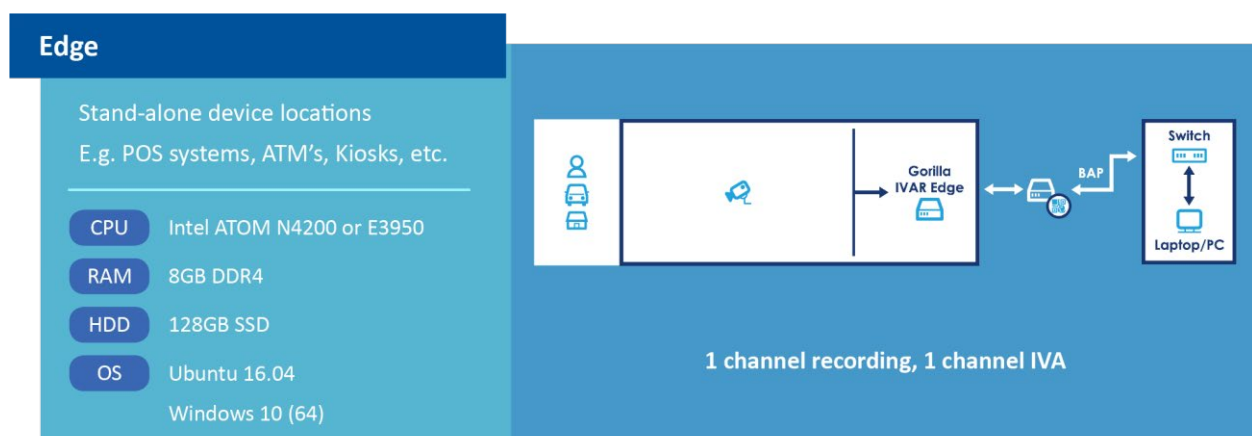 Edge
Stand-alone device locations
E.g. POS systems, ATM's, Kiosks, etc.
CPU Intel ATOM N4200 or E3950
RAM 8GB DDR4
HDD 128GB SSD
OS Ubuntu 16.04
Windows 10 (64)
Gorilla
IVAR Edge
BAP
Switch
Laptop/PC
1 channel recording, 1 channel IVA